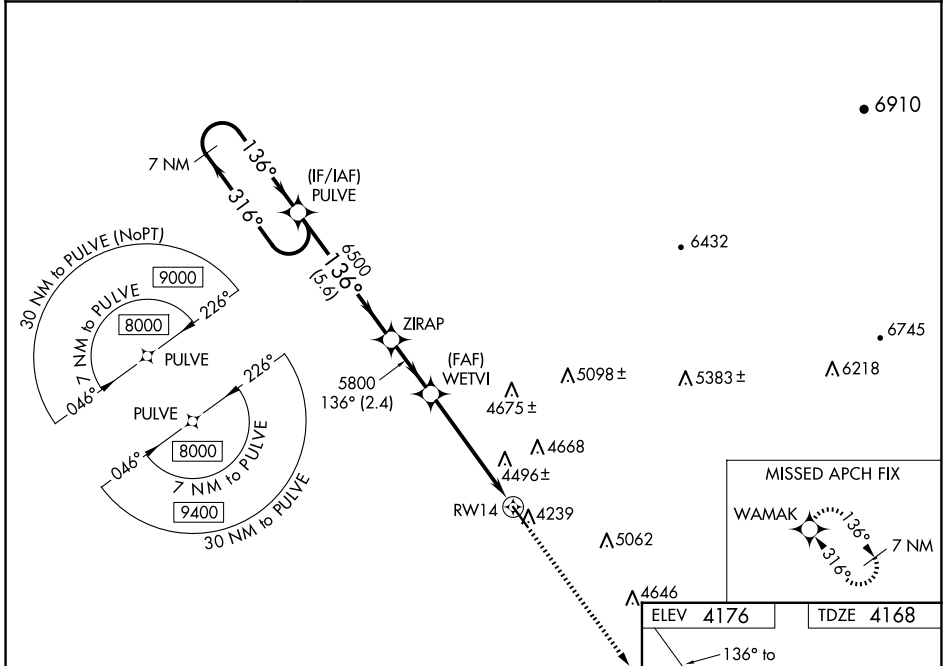 6910
136°
7 NM
316°
(IF/IAF)
PULVE
6500
136°
(5.6)
6432
30 NM to PULVE (NoPT)
9000
7 NM to PULVE
8000
226°
PULVE
046°
ZIRAP
6745
(FAF)
WETVI
5800
136° (2.4)
5098±
5383±
6218
4675±
226°
PULVE
8000
046°
7 NM to PULVE
9400
30 NM to PULVE
4668
4496±
RW14
4239
5062
4646
MISSED APCH FIX
WAMAK
136°
316°
7 NM
ELEV 4176
TDZE 4168
136° to